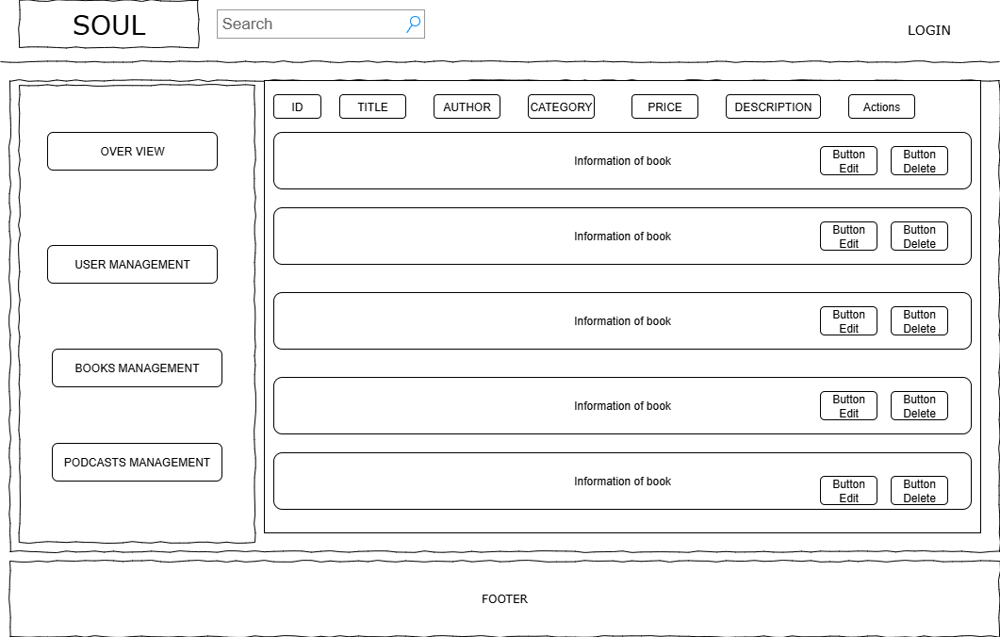 SOUL
Search
LOGIN
ID TITLE AUTHOR CATEGORY PRICE DESCRIPTION Actions
OVER VIEW
Information of book
Button
Edit
Button
Delete
USER MANAGEMENT
Information of book
Button
Edit
Button
Delete
BOOKS MANAGEMENT
Information of book
Button
Edit
Button
Delete
PODCASTS MANAGEMENT
Information of book
Button
Edit
Button
Delete
Information of book
Button
Edit
Button
Delete
FOOTER